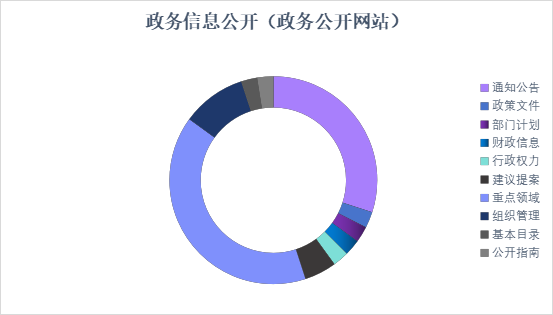 政务信息公开（政务公开网站）
通知公告
政策文件
部门计划
财政信息
行政权力
建议提案
重点领域
组织管理
基本目录
公开指南